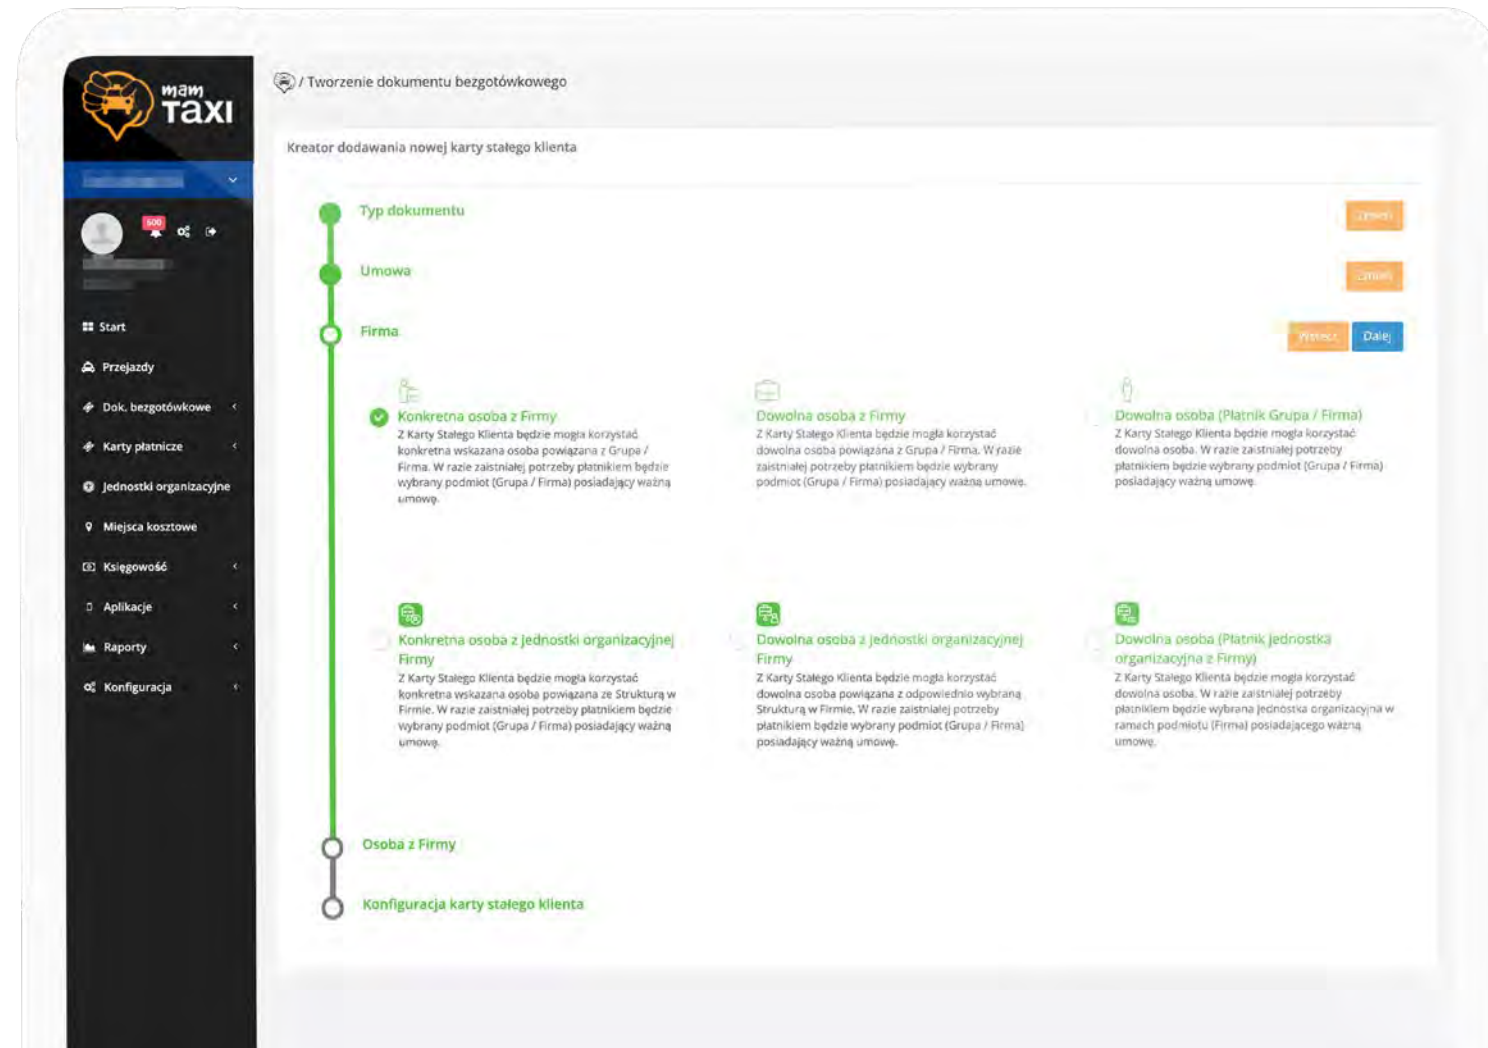 mam
TAXI
/ Tworzenie dokumentu bezgotówkowego
Kreator dodawania nowej karty stałego klienta
500
Start
Przejazdy
Dok. bezgotówkowe
Karty płatnicze
Jednostki organizacyjne
Miejsca kosztowe
Księgowość
Aplikacje
Raporty
Konfiguracja
Typ dokumentu
Zmień
Umowa
Zmień
Firma
Wstecz Dalej
Konkretna osoba z Firmy
Z Karty Stałego Klienta będzie mogła korzystać
konkretna wskazana osoba powiązana z Grupa /
Firma. W razie zaistniałej potrzeby płatnikiem będzie
wybrany podmiot (Grupa / Firma) posiadający ważną
umowę.
Dowolna osoba z Firmy
Z Karty Stałego Klienta będzie mogła korzystać
dowolna osoba powiązana z Grupa / Firma. W razie
zaistniałej potrzeby płatnikiem będzie wybrany
podmiot (Grupa / Firma) posiadający ważną umowę.
Dowolna osoba (Płatnik Grupa / Firma)
Z Karty Stałego Klienta będzie mogła korzystać
dowolna osoba. W razie zaistniałej potrzeby
płatnikiem będzie wybrany podmiot (Grupa / Firma)
posiadający ważną umowę.
Konkretna osoba z jednostki organizacyjnej
Firmy
Z Karty Stałego Klienta będzie mogła korzystać
konkretna wskazana osoba powiązana ze Strukturą w
Firmie. W razie zaistniałej potrzeby płatnikiem będzie
wybrany podmiot (Grupa / Firma) posiadający ważną
umowę.
Dowolna osoba z jednostki organizacyjnej
Firmy
Z Karty Stałego Klienta będzie mogła korzystać
dowolna osoba powiązana z odpowiednio wybraną
Strukturą w Firmie. W razie zaistniałej potrzeby
płatnikiem będzie wybrany podmiot (Grupa / Firma)
posiadający ważną umowę.
Dowolna osoba (Płatnik jednostka
organizacyjna z Firmy)
Z Karty Stałego Klienta będzie mogła korzystać
dowolna osoba. W razie zaistniałej potrzeby
płatnikiem będzie wybrana jednostka organizacyjna w
ramach podmiotu (Firma) posiadającego ważną
umowę.
Osoba z Firmy
Konfiguracja karty stałego klienta